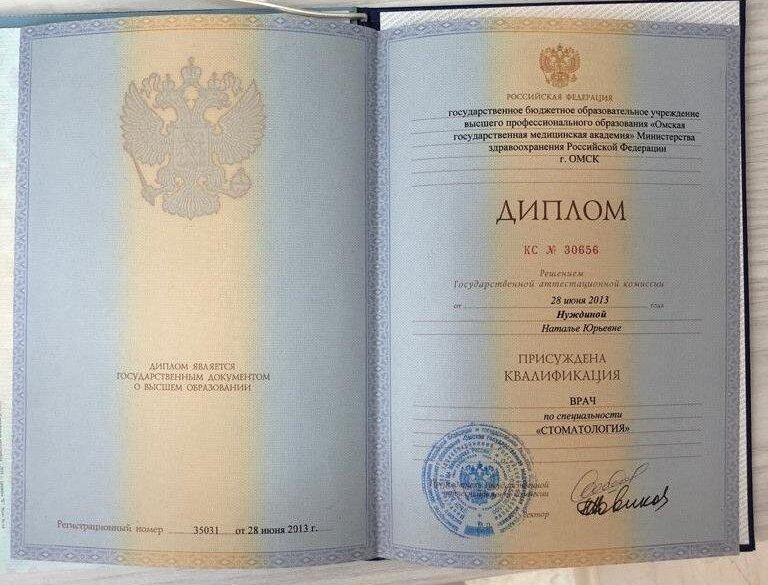 ДИПЛОМ ЯВЛЯЕТСЯ
ГОСУДАРСТВЕННЫМ ДОКУМЕНТОМ
О ВЫСШЕМ ОБРАЗОВАНИИ
Регистрационный номер 35031 от 28 июня 2013 г.
РОССИЙСКАЯ ФЕДЕРАЦИЯ
государственное бюджетное образовательное учреждение
высшего профессионального образования «Омская
государственная медицинская академия» Министерства
здравоохранения Российской Федерации
г. ОМСК
ДИПЛОМ
КС № 30656
Решением
Государственной аттестационной комиссии
от 28 июня 2013 года
Нуждиной
Наталье Юрьевне
ПРИСУЖДЕНА
КВАЛИФИКАЦИЯ
ВРАЧ
по специальности
«СТОМАТОЛОГИЯ»